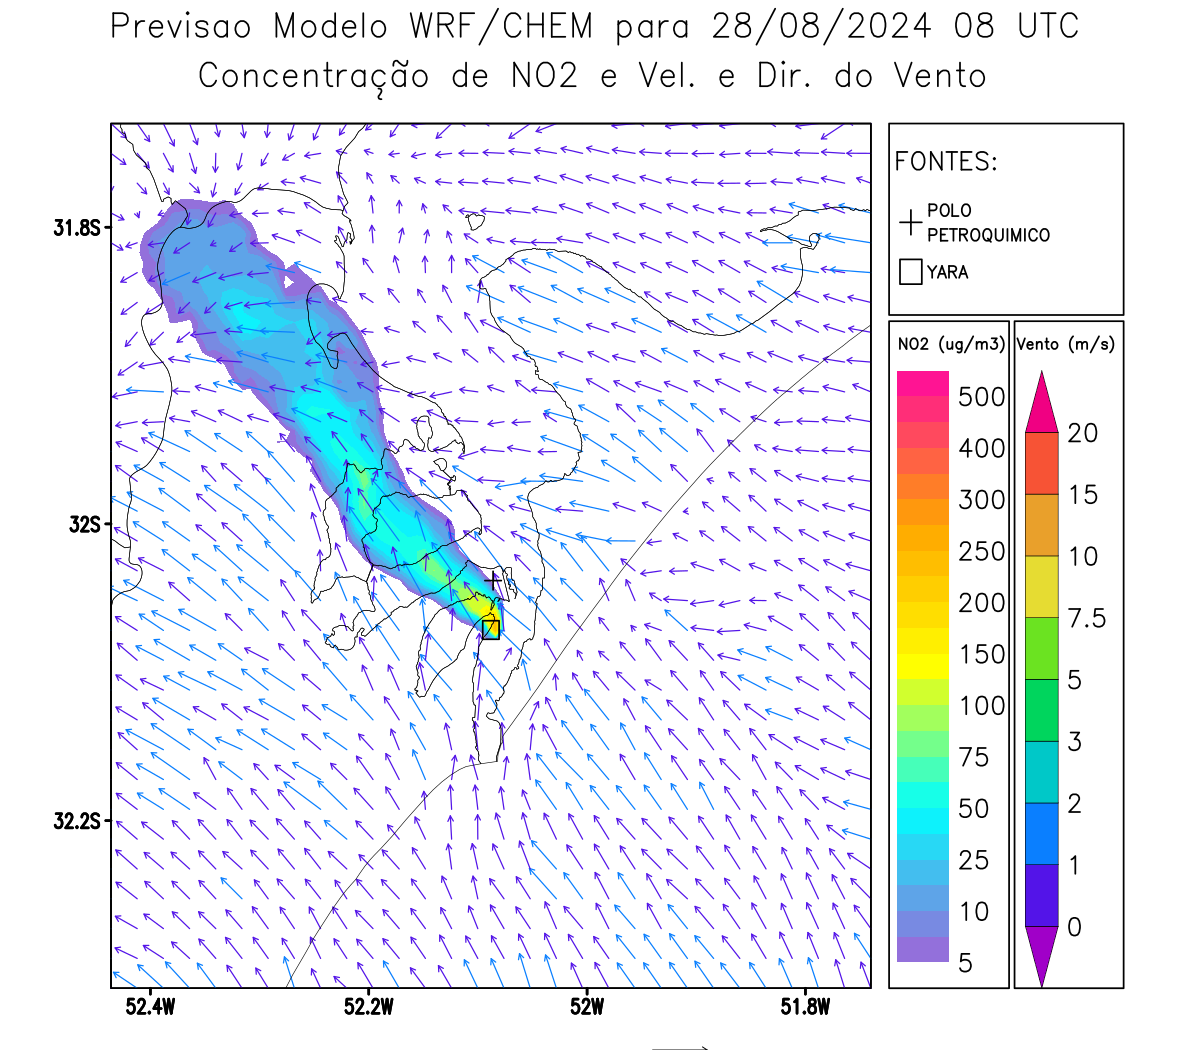 Previsao Modelo WRF/CHEM para 28/08/2024 08 UTC
Concentração de NO2 e Vel. e Dir. do Vento
FONTES:
POLO
PETROQUIMICO
YARA
NO2 (ug/m3)
500
400
300
250
200
150
100
75
50
25
10
5
Vento (m/s)
20
15
10
7.5
5
3
2
1
0
31.8S
32S
32.2S
52.4W
52.2W
52W
51.8W